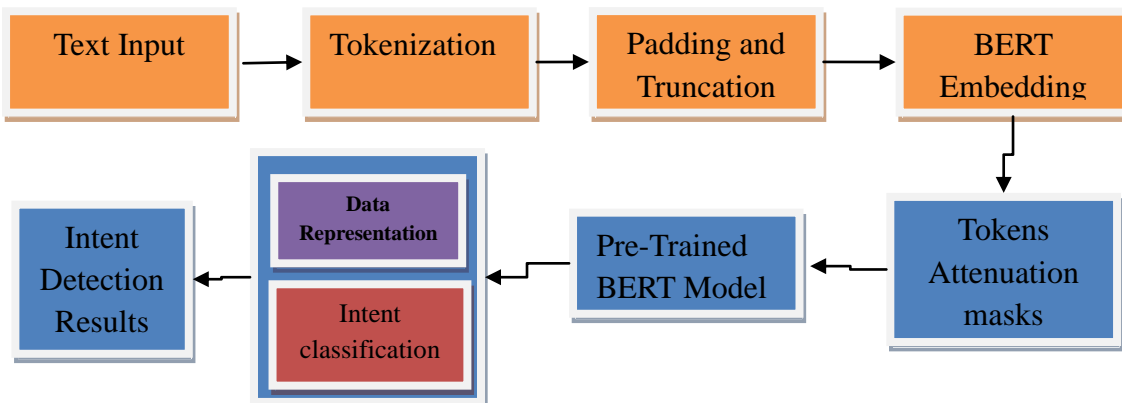 Text Input
Tokenization
Padding and
Truncation
BERT
Embedding
Tokens
Attenuation
masks
Pre-Trained
BERT Model
Data
Representation
Intent
classification
Intent
Detection
Results